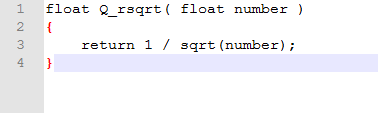 1 float Q_rsqrt( float number )
2 {
3     return 1 / sqrt(number);
4 }